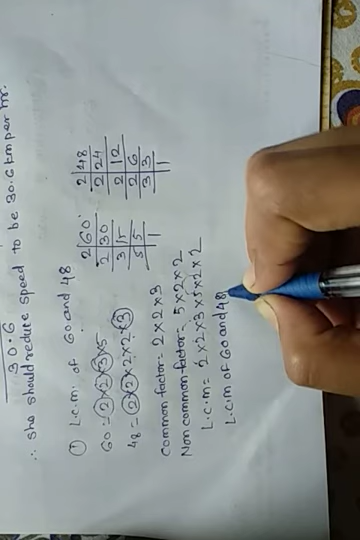 30.6
∴ she should reduce speed to be 30.6 km per hr.
① L.C.M. of 60 and 48
2|60
2|30
3|15
5|5
1
2|48
2|24
2|12
2|6
3|3
1
60 = 2×2×3×5
48 = 2×2×2×2×3
Common factor = 2×2×3
Non common factor = 5×2×2
L.C.M = 2×2×3×5×2×2
L.C.M of 60 and 48